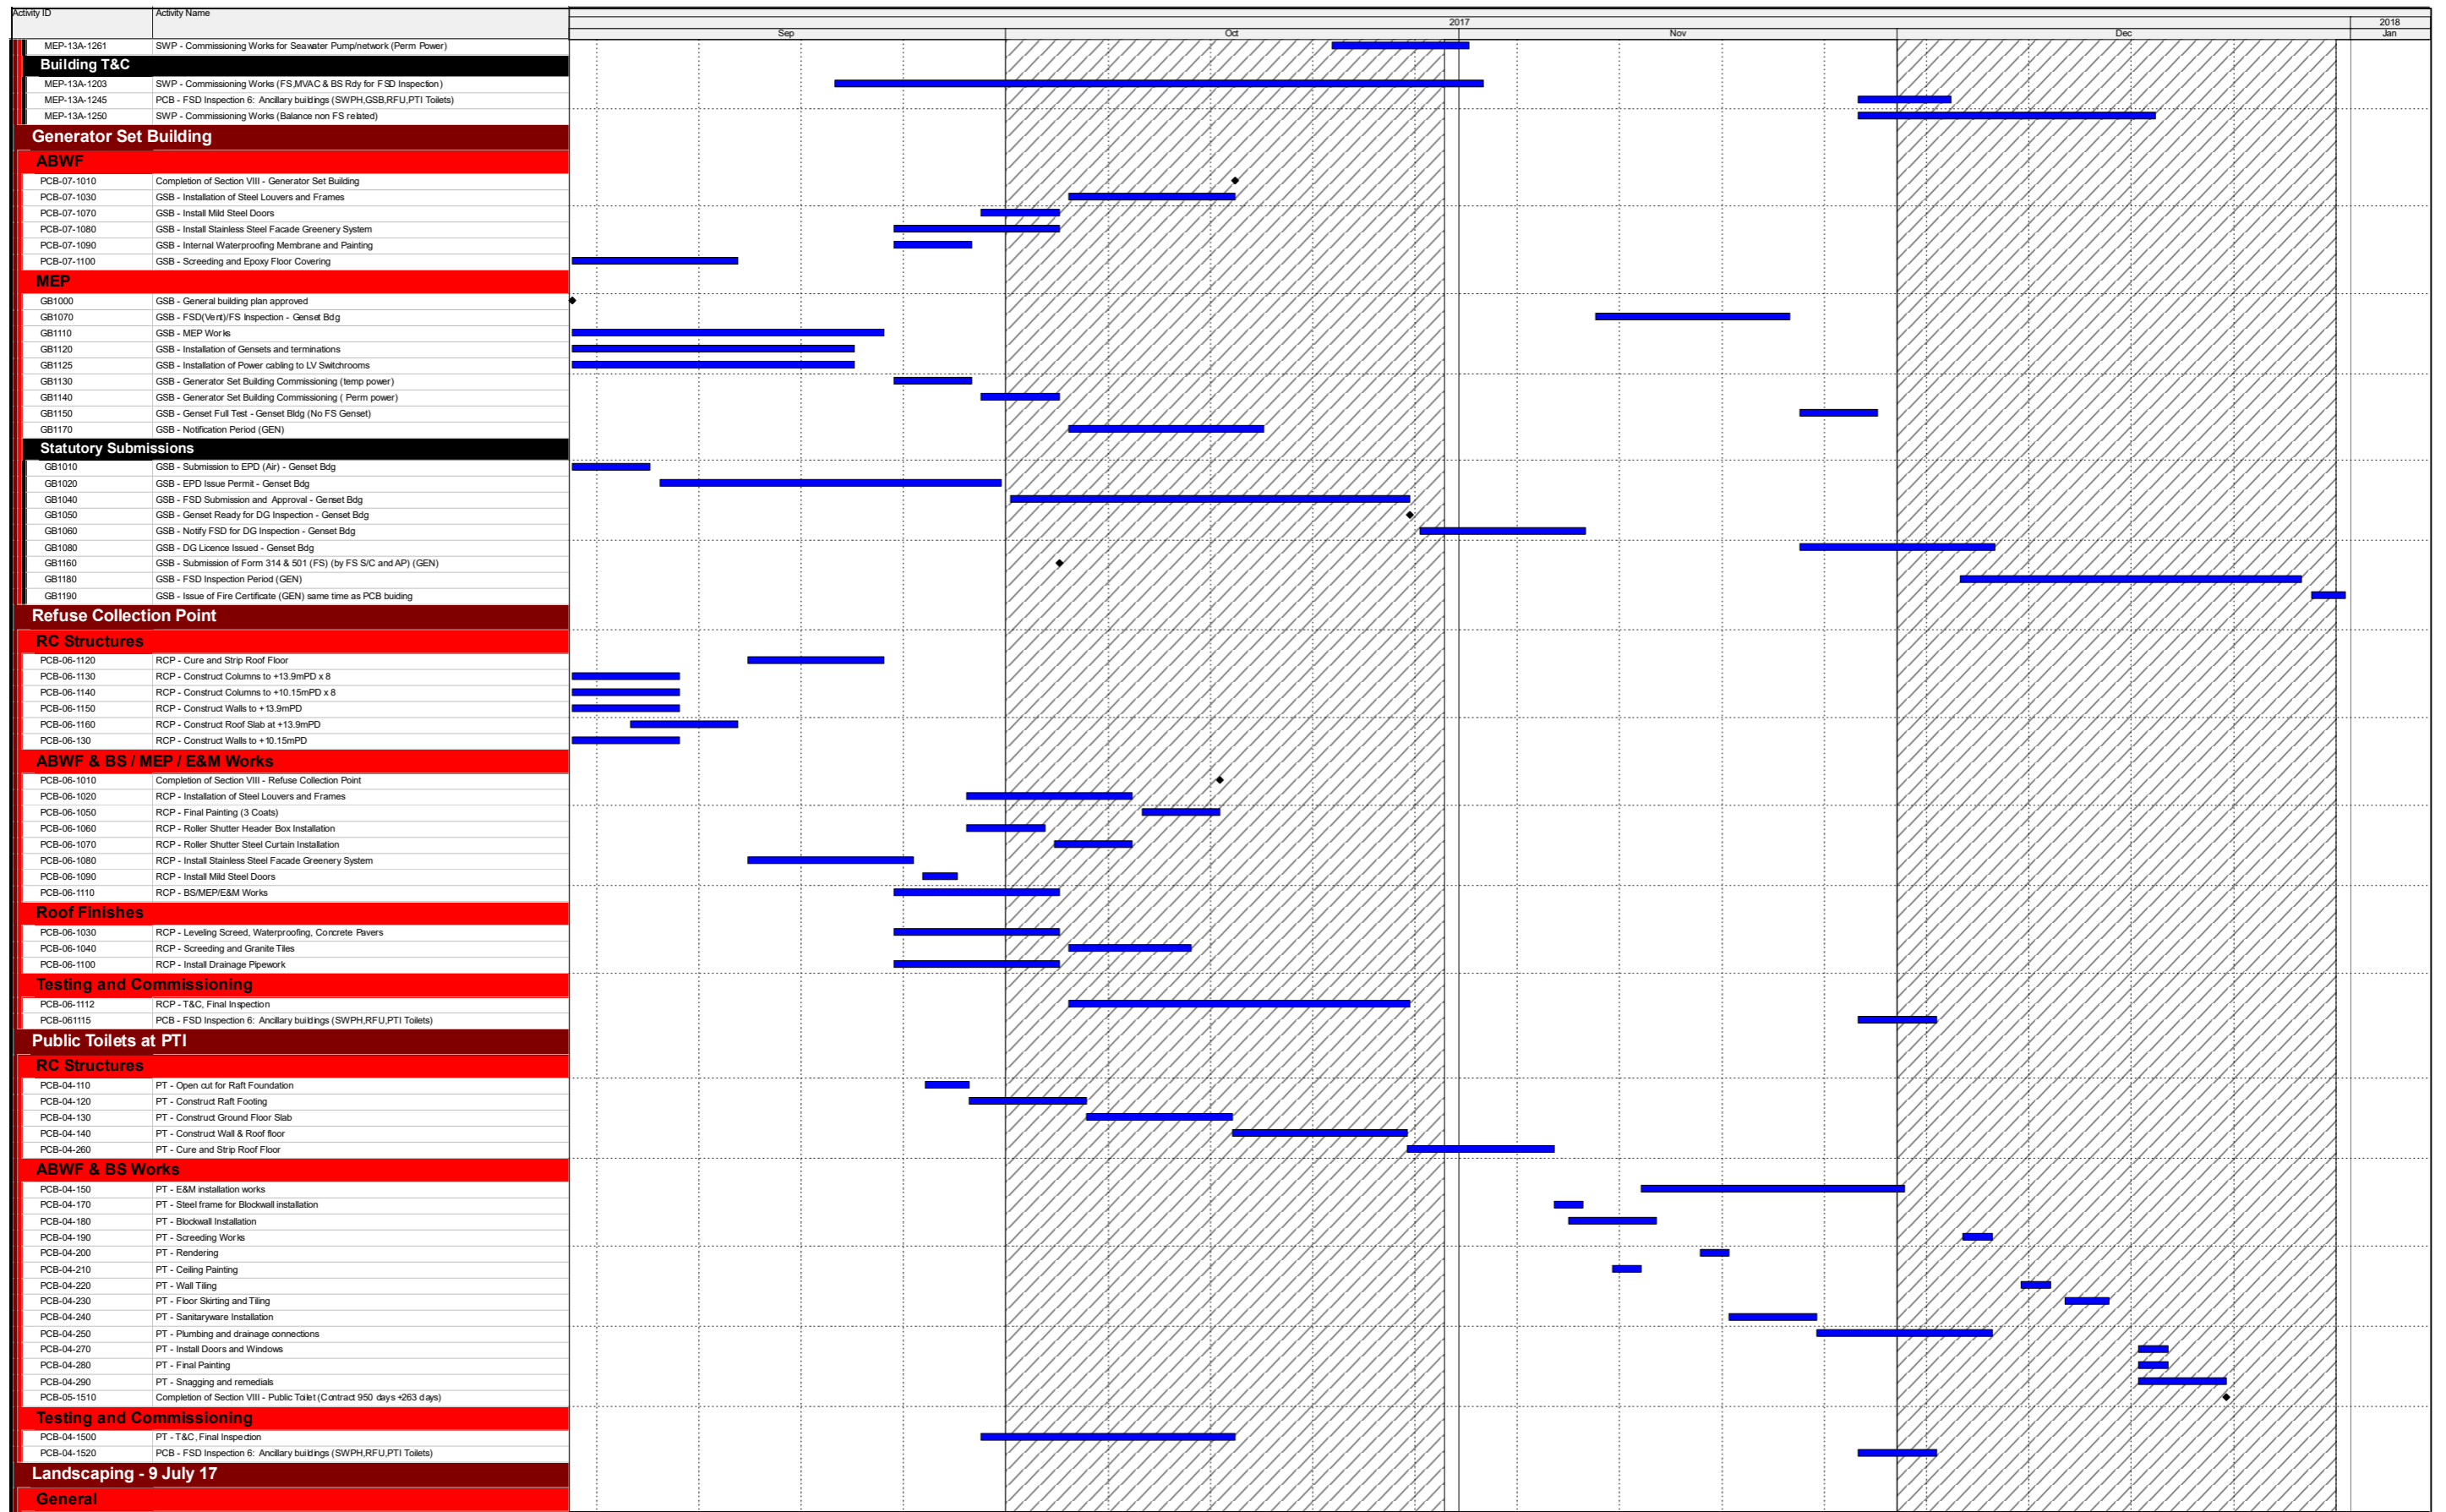 Activity ID Activity Name
2017 2018
Sep Oct Nov Dec Jan
MEP-13A-1261 SWP - Commissioning Works for Seawater Pump/network (Perm Power)
Building T&C
MEP-13A-1203 SWP - Commissioning Works (FS,MVAC & BS Rdy for FSD Inspection)
MEP-13A-1245 PCB - FSD Inspection 6: Ancillary buildings (SWPH,GSB,RFU,PTI Toilets)
MEP-13A-1250 SWP - Commissioning Works (Balance non FS related)
Generator Set Building
ABWF
PCB-07-1010 Completion of Section VIII - Generator Set Building
PCB-07-1030 GSB - Installation of Steel Louvers and Frames
PCB-07-1070 GSB - Install Mild Steel Doors
PCB-07-1080 GSB - Install Stainless Steel Facade Greenery System
PCB-07-1090 GSB - Internal Waterproofing Membrane and Painting
PCB-07-1100 GSB - Screeding and Epoxy Floor Covering
MEP
GB1000 GSB - General building plan approved
GB1070 GSB - FSD(Vent)/FS Inspection - Genset Bdg
GB1110 GSB - MEP Works
GB1120 GSB - Installation of Gensets and terminations
GB1125 GSB - Installation of Power cabling to LV Switchrooms
GB1130 GSB - Generator Set Building Commissioning (temp power)
GB1140 GSB - Generator Set Building Commissioning ( Perm power)
GB1150 GSB - Genset Full Test - Genset Bldg (No FS Genset)
GB1170 GSB - Notification Period (GEN)
Statutory Submissions
GB1010 GSB - Submission to EPD (Air) - Genset Bdg
GB1020 GSB - EPD Issue Permit - Genset Bdg
GB1040 GSB - FSD Submission and Approval - Genset Bdg
GB1050 GSB - Genset Ready for DG Inspection - Genset Bdg
GB1060 GSB - Notify FSD for DG Inspection - Genset Bdg
GB1080 GSB - DG Licence Issued - Genset Bdg
GB1160 GSB - Submission of Form 314 & 501 (FS) (by FS S/C and AP) (GEN)
GB1180 GSB - FSD Inspection Period (GEN)
GB1190 GSB - Issue of Fire Certificate (GEN) same time as PCB buiding
Refuse Collection Point
RC Structures
PCB-06-1120 RCP - Cure and Strip Roof Floor
PCB-06-1130 RCP - Construct Columns to +13.9mPD x 8
PCB-06-1140 RCP - Construct Columns to +10.15mPD x 8
PCB-06-1150 RCP - Construct Walls to +13.9mPD
PCB-06-1160 RCP - Construct Roof Slab at +13.9mPD
PCB-06-130 RCP - Construct Walls to +10.15mPD
ABWF & BS / MEP / E&M Works
PCB-06-1010 Completion of Section VIII - Refuse Collection Point
PCB-06-1020 RCP - Installation of Steel Louvers and Frames
PCB-06-1050 RCP - Final Painting (3 Coats)
PCB-06-1060 RCP - Roller Shutter Header Box Installation
PCB-06-1070 RCP - Roller Shutter Steel Curtain Installation
PCB-06-1080 RCP - Install Stainless Steel Facade Greenery System
PCB-06-1090 RCP - Install Mild Steel Doors
PCB-06-1110 RCP - BS/MEP/E&M Works
Roof Finishes
PCB-06-1030 RCP - Leveling Screed, Waterproofing, Concrete Pavers
PCB-06-1040 RCP - Screeding and Granite Tiles
PCB-06-1100 RCP - Install Drainage Pipework
Testing and Commissioning
PCB-06-1112 RCP - T&C, Final Inspection
PCB-061115 PCB - FSD Inspection 6: Ancillary buildings (SWPH,RFU,PTI Toilets)
Public Toilets at PTI
RC Structures
PCB-04-110 PT - Open cut for Raft Foundation
PCB-04-120 PT - Construct Raft Footing
PCB-04-130 PT - Construct Ground Floor Slab
PCB-04-140 PT - Construct Wall & Roof floor
PCB-04-260 PT - Cure and Strip Roof Floor
ABWF & BS Works
PCB-04-150 PT - E&M installation works
PCB-04-170 PT - Steel frame for Blockwall installation
PCB-04-180 PT - Blockwall Installation
PCB-04-190 PT - Screeding Works
PCB-04-200 PT - Rendering
PCB-04-210 PT - Ceiling Painting
PCB-04-220 PT - Wall Tiling
PCB-04-230 PT - Floor Skirting and Tiling
PCB-04-240 PT - Sanitaryware Installation
PCB-04-250 PT - Plumbing and drainage connections
PCB-04-270 PT - Install Doors and Windows
PCB-04-280 PT - Final Painting
PCB-04-290 PT - Snagging and remedials
PCB-05-1510 Completion of Section VIII - Public Toilet (Contract 950 days +263 days)
Testing and Commissioning
PCB-04-1500 PT - T&C, Final Inspection
PCB-04-1520 PCB - FSD Inspection 6: Ancillary buildings (SWPH,RFU,PTI Toilets)
Landscaping - 9 July 17
General